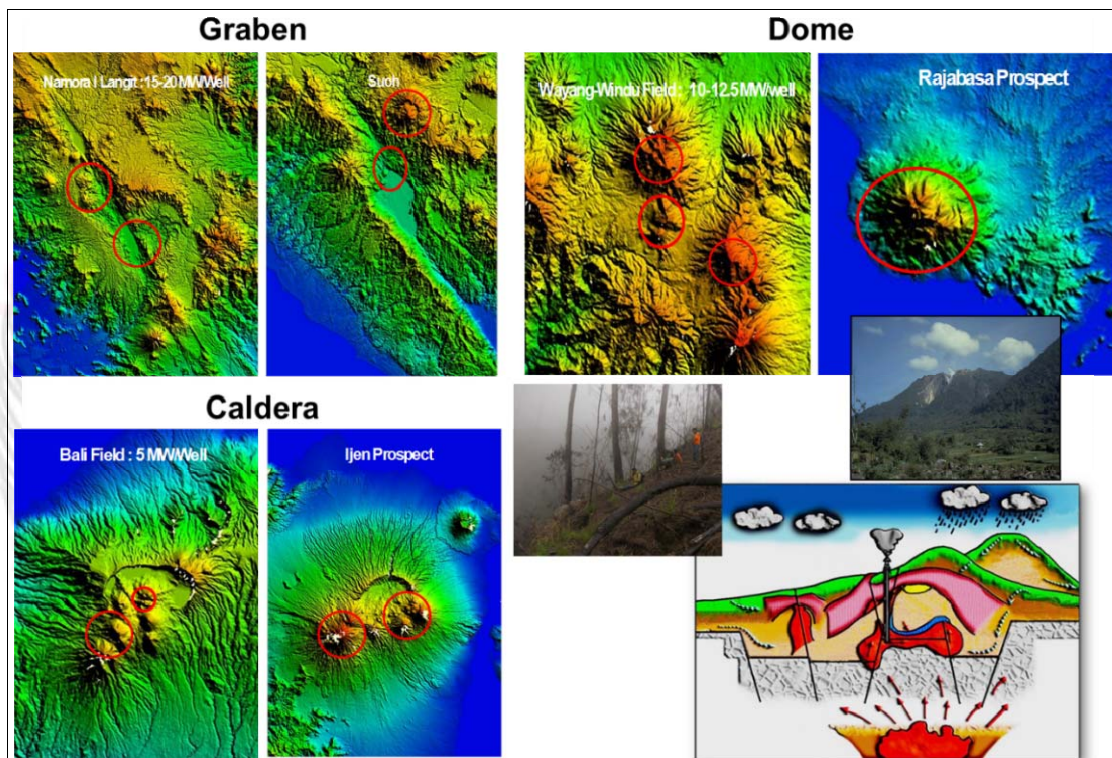 Graben
Dome
Namora I Langit :15-20 MW/Well
Suoh
Wayang-Windu Field : 10-12.5 MW/well
Rajabasa Prospect
Caldera
Bali Field : 5 MW/Well
Ijen Prospect